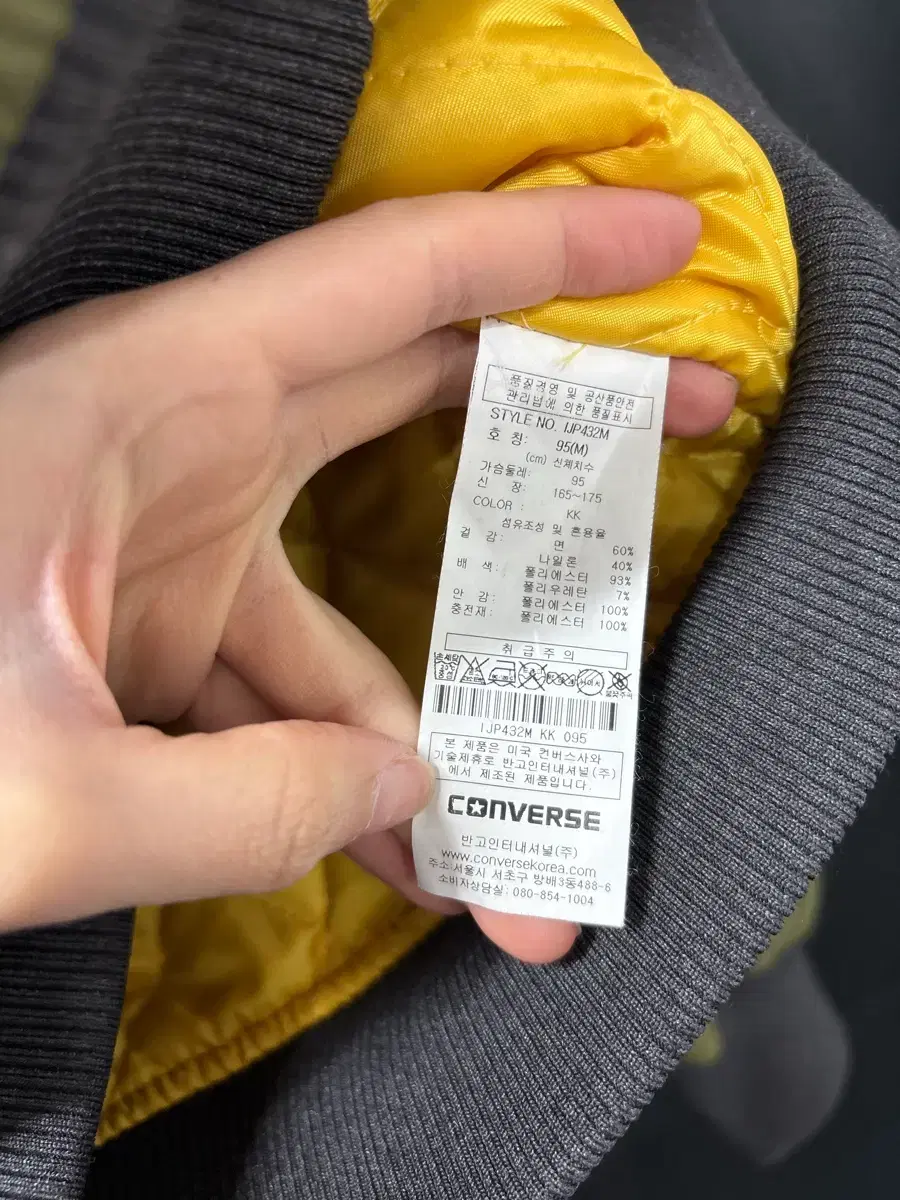 품질경영 및 공산품안전
관리법에 의한 품질표시
STYLE NO. IJP432M
호 칭: 95(M)
(cm) 신체치수
가슴둘레: 95
신 장: 165~175
COLOR : KK
섬유조성 및 혼용율
겉 감: 면 60%
나일론 40%
배 색: 폴리에스터 93%
폴리우레탄 7%
안 감: 폴리에스터 100%
충전재: 폴리에스터 100%
취 급 주 의
손세탁
IJP432M KK 095
본 제품은 미국 컨버스사와
기술제휴로 반고인터내셔널(주)
에서 제조된 제품입니다.
CONVERSE
반고인터내셔널(주)
www.conversekorea.com
주소:서울시 서초구 방배3동488-6
소비자상담실: 080-854-1004